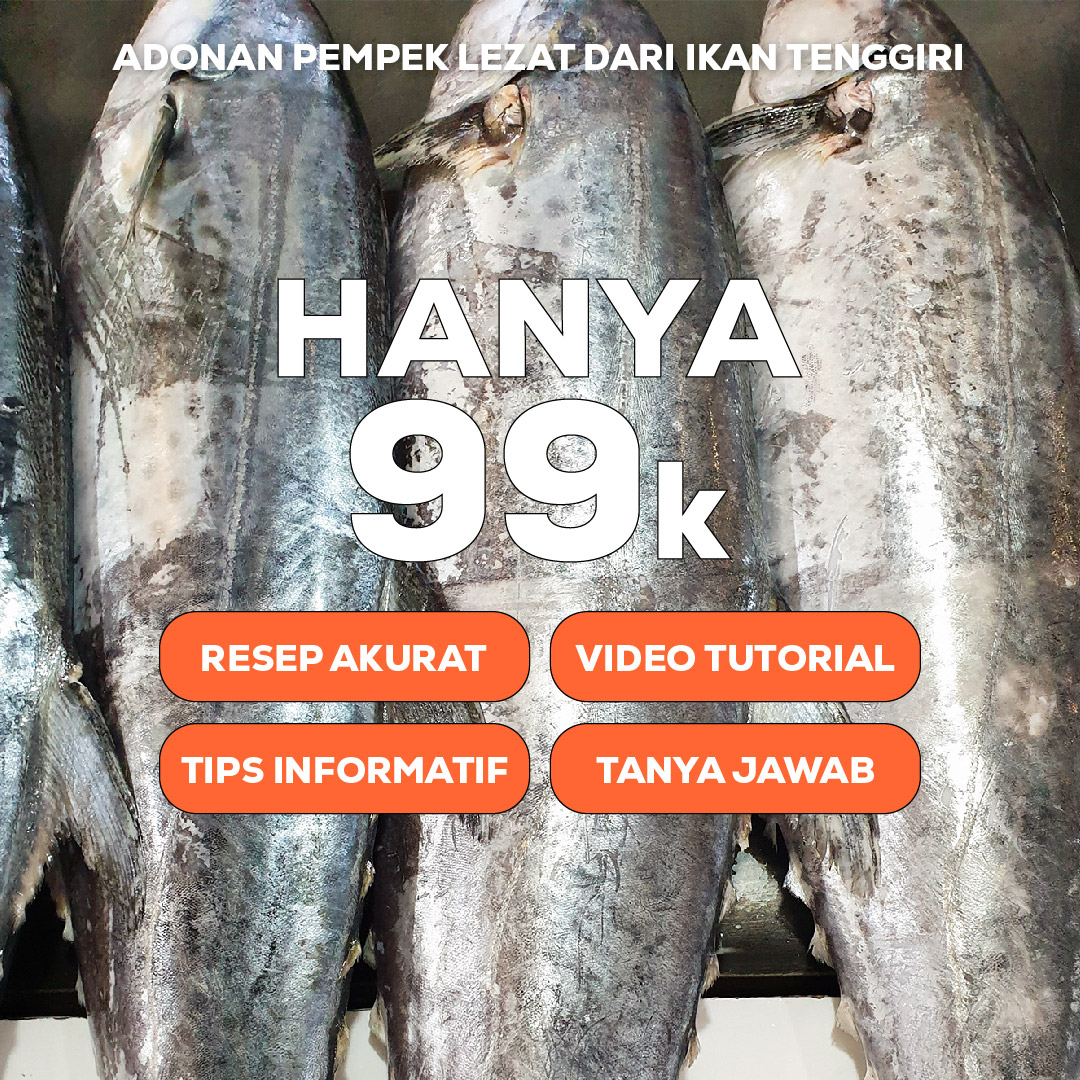 ADONAN PEMPEK LEZAT DARI IKAN TENGGIRI
HANYA
99k
RESEP AKURAT
VIDEO TUTORIAL
TIPS INFORMATIF
TANYA JAWAB